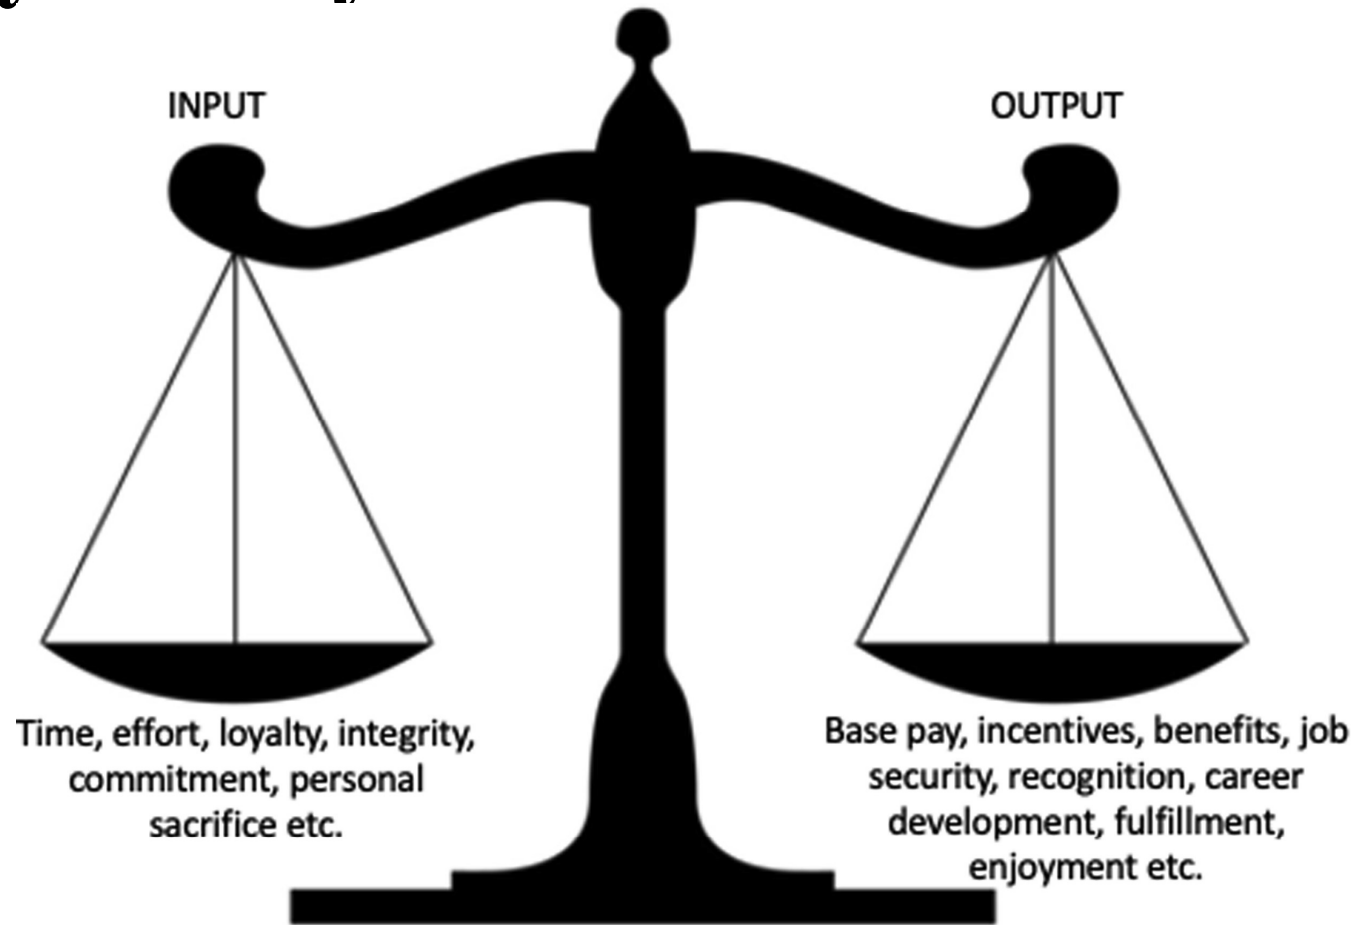 INPUT
OUTPUT
Time, effort, loyalty, integrity,
commitment, personal
sacrifice etc.
Base pay, incentives, benefits, job
security, recognition, career
development, fulfillment,
enjoyment etc.